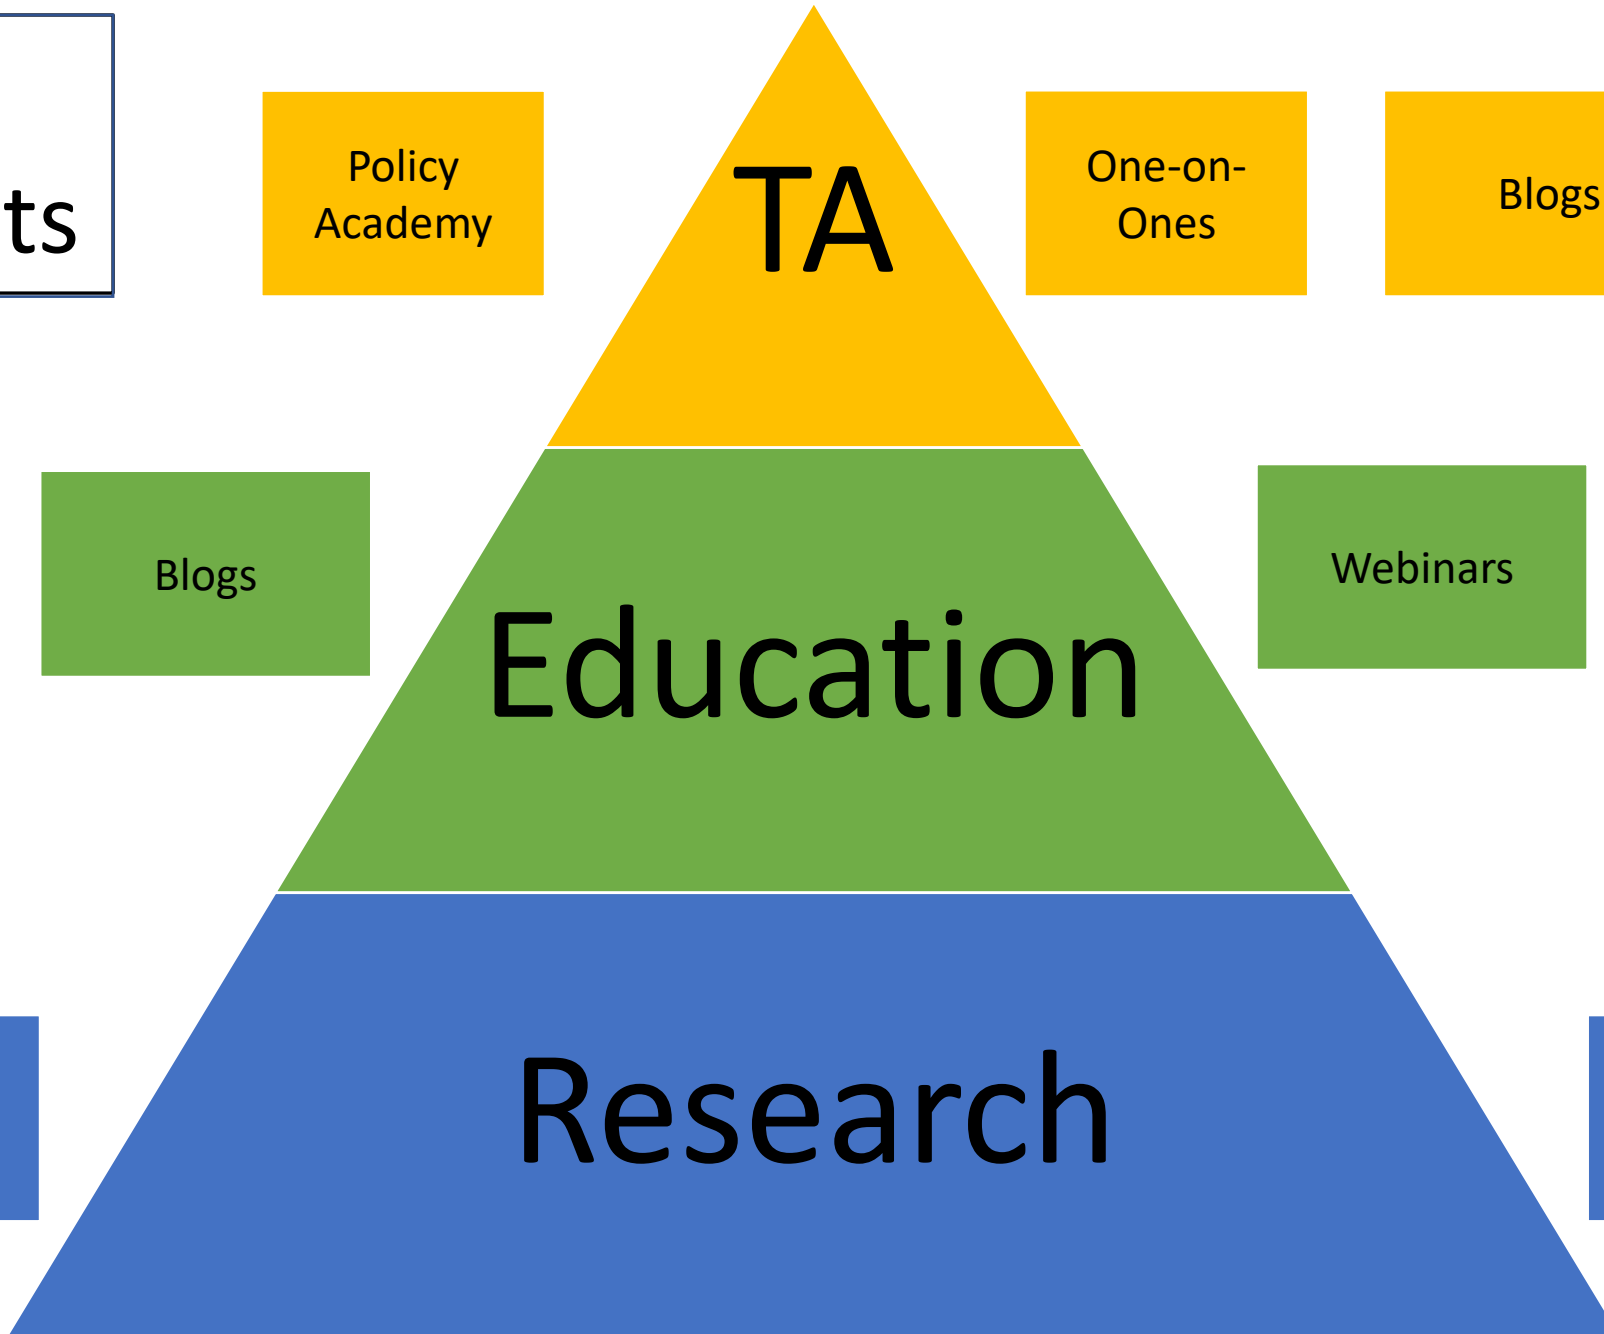 ts
Policy
Academy
TA
One-on-
Ones
Blogs
Blogs
Education
Webinars
Research